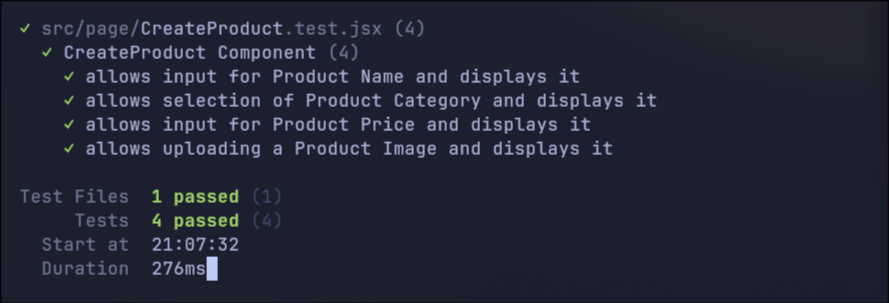 ✓ src/page/CreateProduct.test.jsx (4)
✓ CreateProduct Component (4)
✓ allows input for Product Name and displays it
✓ allows selection of Product Category and displays it
✓ allows input for Product Price and displays it
✓ allows uploading a Product Image and displays it
Test Files 1 passed (1)
Tests 4 passed (4)
Start at 21:07:32
Duration 276ms